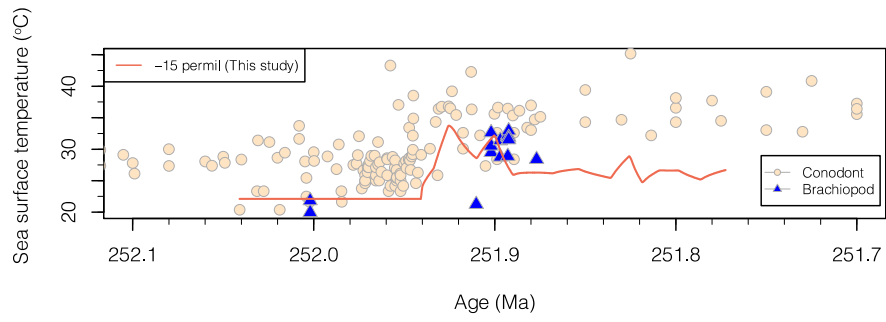 Sea surface temperature (°C)
40
30
20
−15 permil (This study)
Conodont
Brachiopod
252.1
252.0
251.9
251.8
251.7
Age (Ma)